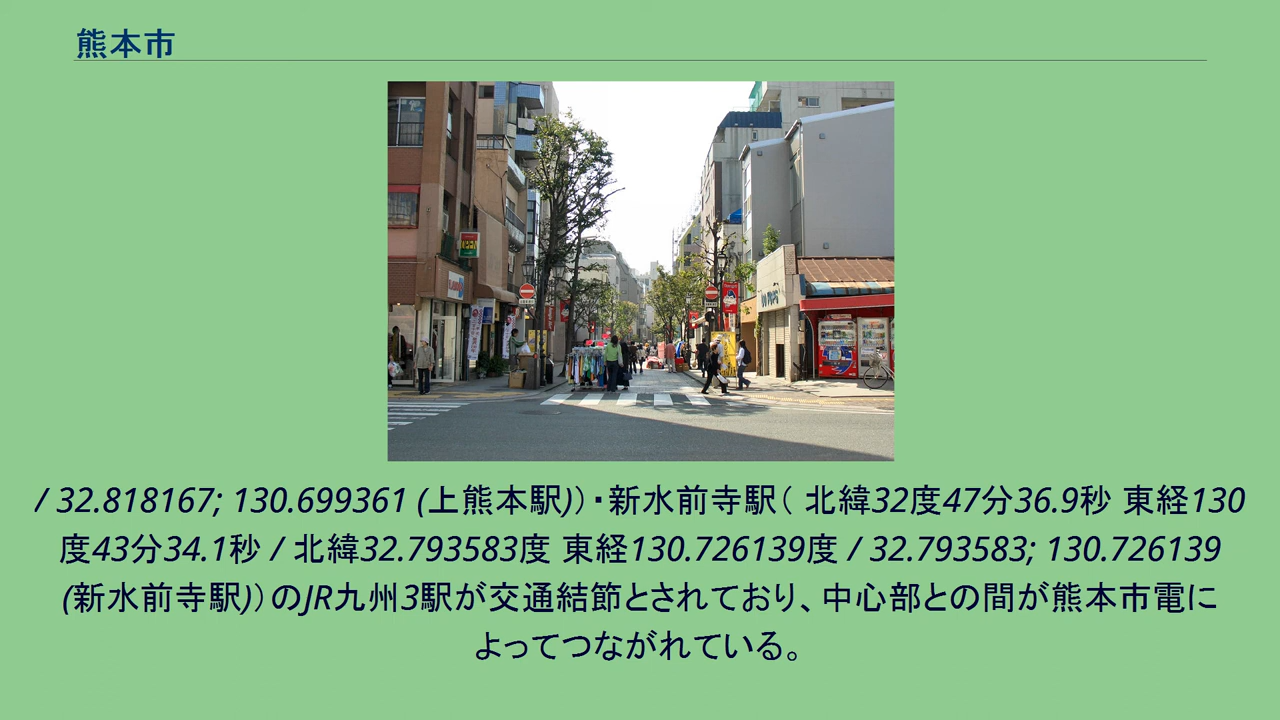 熊本市
/ 32.818167; 130.699361 (上熊本駅)）・新水前寺駅（ 北緯32度47分36.9秒 東経130
度43分34.1秒 / 北緯32.793583度 東経130.726139度 / 32.793583; 130.726139
(新水前寺駅)）のJR九州3駅が交通結節とされており、中心部との間が熊本市電に
よってつながれている。